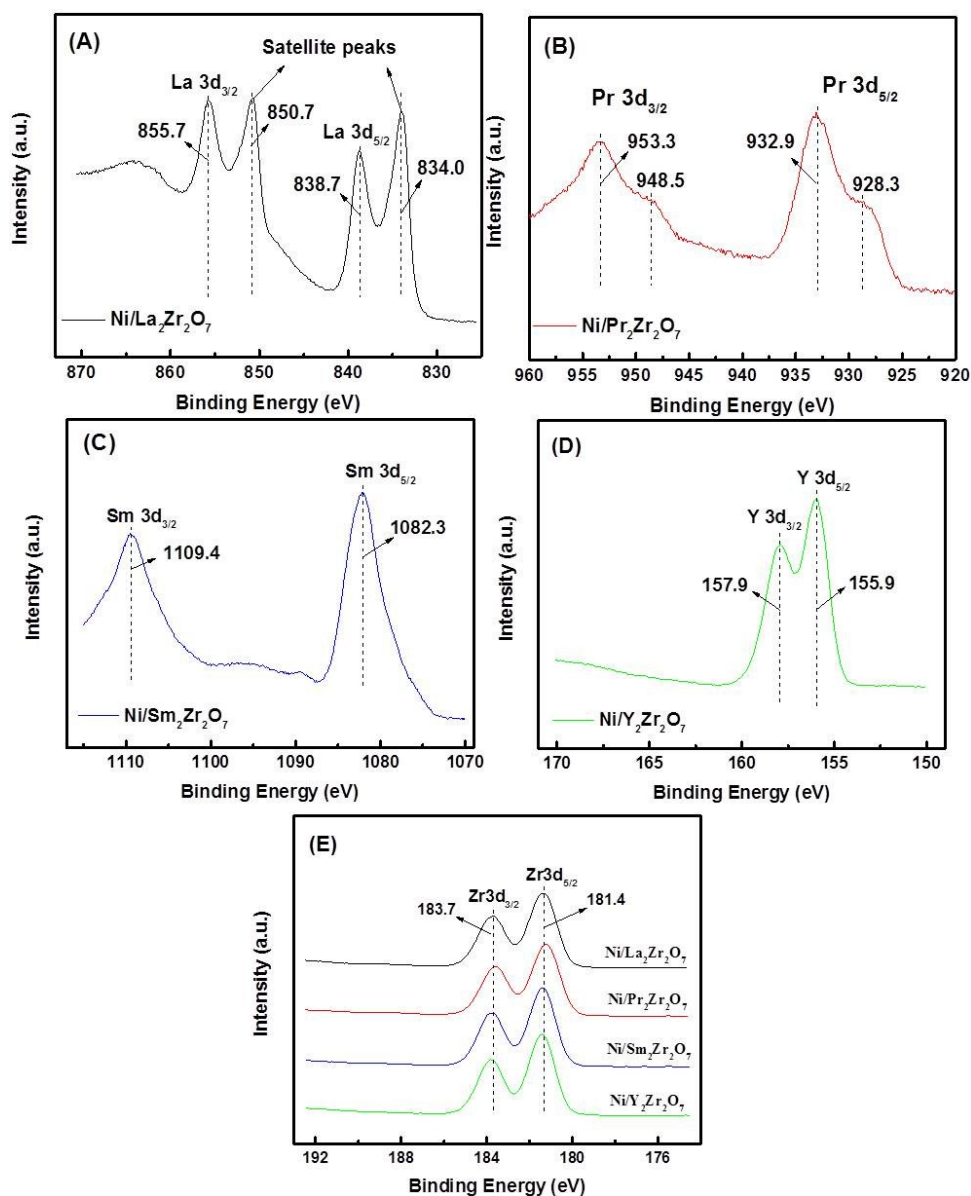 (A)
Satellite peaks
La 3d3/2
855.7
850.7
La 3d5/2
838.7
834.0
Ni/La2Zr2O7
Intensity (a.u.)
870 860 850 840 830
Binding Energy (eV)
(B)
Pr 3d3/2
Pr 3d5/2
953.3
932.9
948.5
928.3
Ni/Pr2Zr2O7
Intensity (a.u.)
960 955 950 945 940 935 930 925 920
Binding Energy (eV)
(C)
Sm 3d5/2
Sm 3d3/2
1082.3
1109.4
Ni/Sm2Zr2O7
Intensity (a.u.)
1110 1100 1090 1080 1070
Binding Energy (eV)
(D)
Y 3d5/2
Y 3d3/2
157.9
155.9
Ni/Y2Zr2O7
Intensity (a.u.)
170 165 160 155 150
Binding Energy (eV)
(E)
Zr3d5/2
Zr3d3/2
183.7
181.4
Ni/La2Zr2O7
Ni/Pr2Zr2O7
Ni/Sm2Zr2O7
Ni/Y2Zr2O7
Intensity (a.u.)
192 188 184 180 176
Binding Energy (eV)